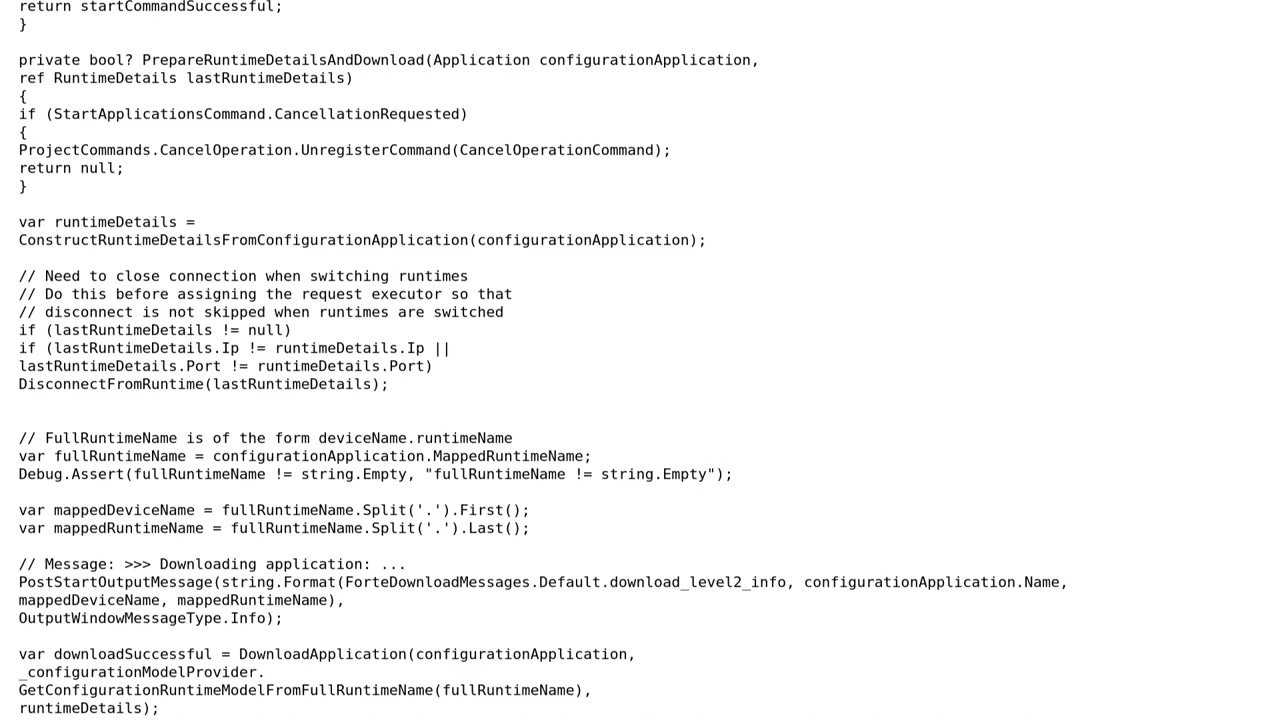 return startCommandSuccessful;
}
private bool? PrepareRuntimeDetailsAndDownload(Application configurationApplication,
ref RuntimeDetails lastRuntimeDetails)
{
if (StartApplicationsCommand.CancellationRequested)
{
ProjectCommands.CancelOperation.UnregisterCommand(CancelOperationCommand);
return null;
}
var runtimeDetails =
ConstructRuntimeDetailsFromConfigurationApplication(configurationApplication);
// Need to close connection when switching runtimes
// Do this before assigning the request executor so that
// disconnect is not skipped when runtimes are switched
if (lastRuntimeDetails != null)
if (lastRuntimeDetails.Ip != runtimeDetails.Ip ||
lastRuntimeDetails.Port != runtimeDetails.Port)
DisconnectFromRuntime(lastRuntimeDetails);
// FullRuntimeName is of the form deviceName.runtimeName
var fullRuntimeName = configurationApplication.MappedRuntimeName;
Debug.Assert(fullRuntimeName != string.Empty, "fullRuntimeName != string.Empty");
var mappedDeviceName = fullRuntimeName.Split('.').First();
var mappedRuntimeName = fullRuntimeName.Split('.').Last();
// Message: >>> Downloading application: ...
PostStartOutputMessage(string.Format(ForteDownloadMessages.Default.download_level2_info, configurationApplication.Name,
mappedDeviceName, mappedRuntimeName),
OutputWindowMessageType.Info);
var downloadSuccessful = DownloadApplication(configurationApplication,
_configurationModelProvider.
GetConfigurationRuntimeModelFromFullRuntimeName(fullRuntimeName),
runtimeDetails);